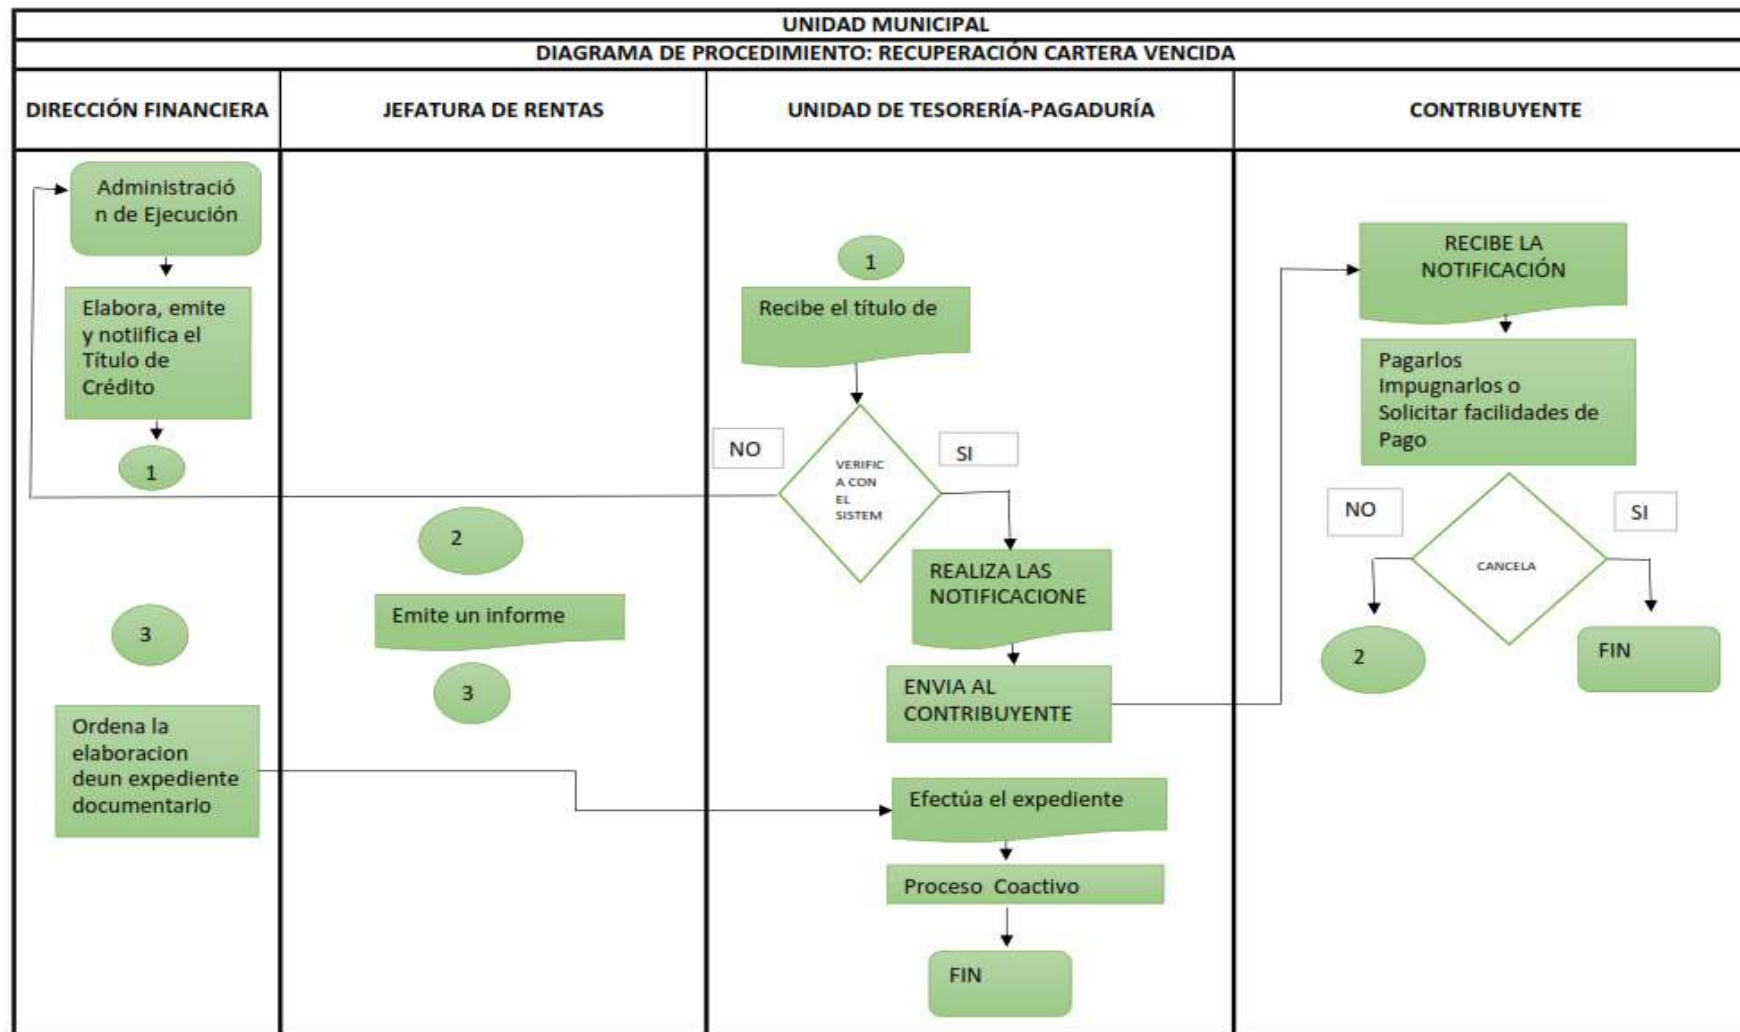 UNIDAD MUNICIPAL
DIAGRAMA DE PROCEDIMIENTO: RECUPERACIÓN CARTERA VENCIDA
DIRECCIÓN FINANCIERA
JEFATURA DE RENTAS
UNIDAD DE TESORERÍA-PAGADURÍA
CONTRIBUYENTE
Administració
n de Ejecución
Elabora, emite
y notiifica el
Título de
Crédito
1
3
Ordena la
elaboracion
deun expediente
documentario
2
Emite un informe
3
1
Recibe el título de
NO
SI
VERIFIC
A CON
EL
SISTEM
REALIZA LAS
NOTIFICACIONE
ENVIA AL
CONTRIBUYENTE
Efectúa el expediente
Proceso Coactivo
FIN
RECIBE LA
NOTIFICACIÓN
Pagarlos
Impugnarlos o
Solicitar facilidades de
Pago
NO
SI
CANCELA
2
FIN